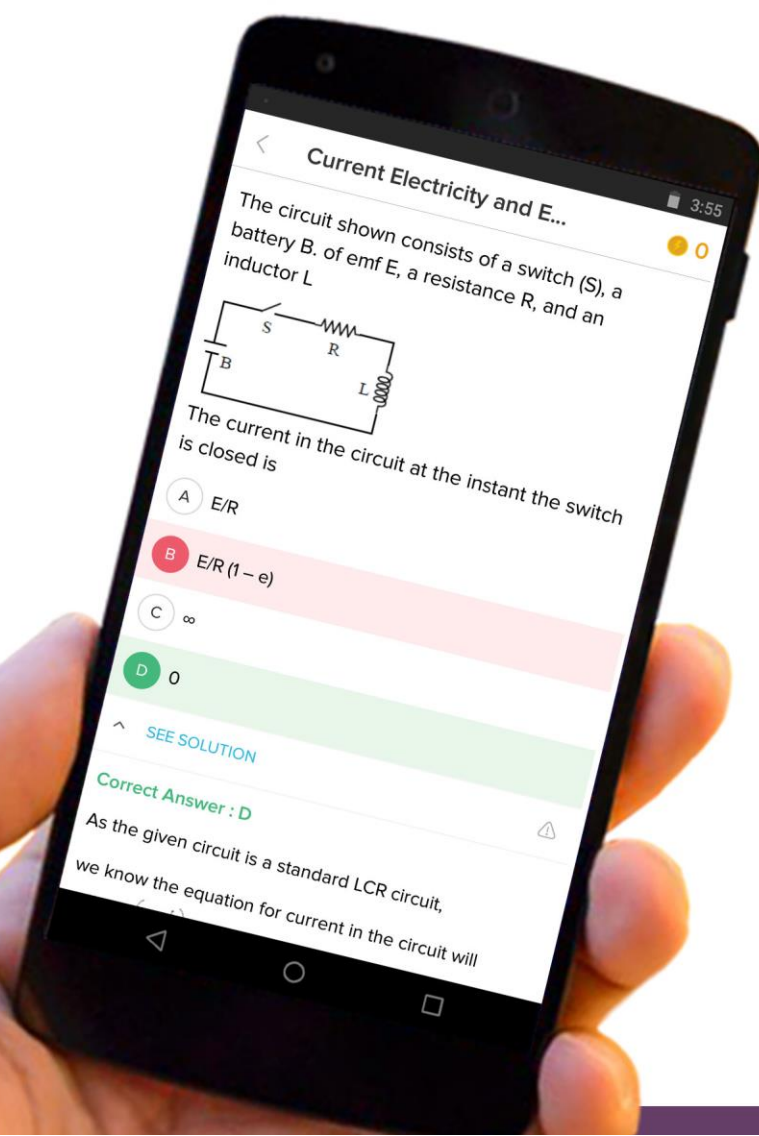 3:55
Current Electricity and E...
0
The circuit shown consists of a switch (S), a
battery B. of emf E, a resistance R, and an
inductor L
S
R
B
L
The current in the circuit at the instant the switch
is closed is
A E/R
B E/R (1 – e)
C ∞
D 0
SEE SOLUTION
Correct Answer : D
As the given circuit is a standard LCR circuit,
we know the equation for current in the circuit will